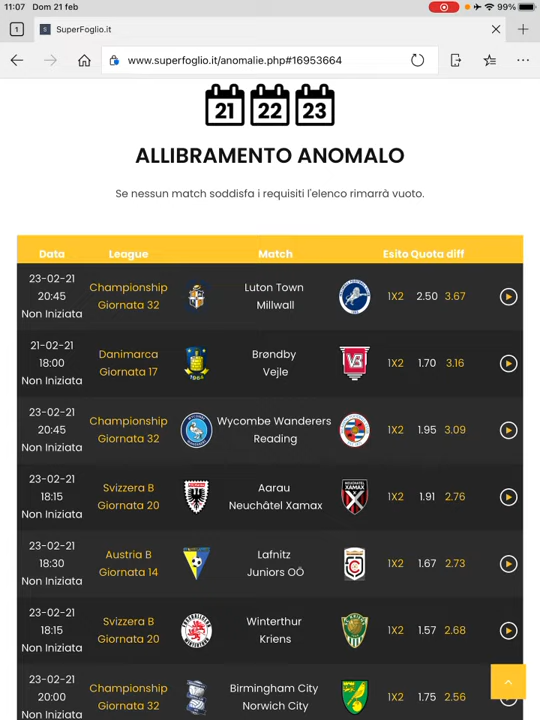 11:07 Dom 21 feb 99%
1 SuperFoglio.it
www.superfoglio.it/anomalie.php#16953664
21 22 23
ALLIBRAMENTO ANOMALO
Se nessun match soddisfa i requisiti l'elenco rimarrà vuoto.
Data League Match Esito Quota diff
23-02-21
20:45
Non Iniziata
Championship
Giornata 32
Luton Town
Millwall
1X2 2.50 3.67
21-02-21
18:00
Non Iniziata
Danimarca
Giornata 17
1964
Brøndby
Vejle
VB
1X2 1.70 3.16
23-02-21
20:45
Non Iniziata
Championship
Giornata 32
Wycombe Wanderers
Reading
1X2 1.95 3.09
23-02-21
18:15
Non Iniziata
Svizzera B
Giornata 20
Aarau
Neuchâtel Xamax
1X2 1.91 2.76
23-02-21
18:30
Non Iniziata
Austria B
Giornata 14
Lafnitz
Juniors OÖ
1X2 1.67 2.73
23-02-21
18:15
Non Iniziata
Svizzera B
Giornata 20
Winterthur
Kriens
1X2 1.57 2.68
23-02-21
20:00
Non Iniziata
Championship
Giornata 32
Birmingham City
Norwich City
1X2 1.75 2.56